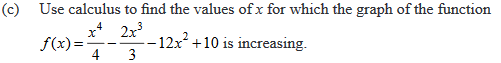 (c) Use calculus to find the values of x for which the graph of the function
f(x) = x⁴/4 − 2x³/3 − 12x² + 10 is increasing.